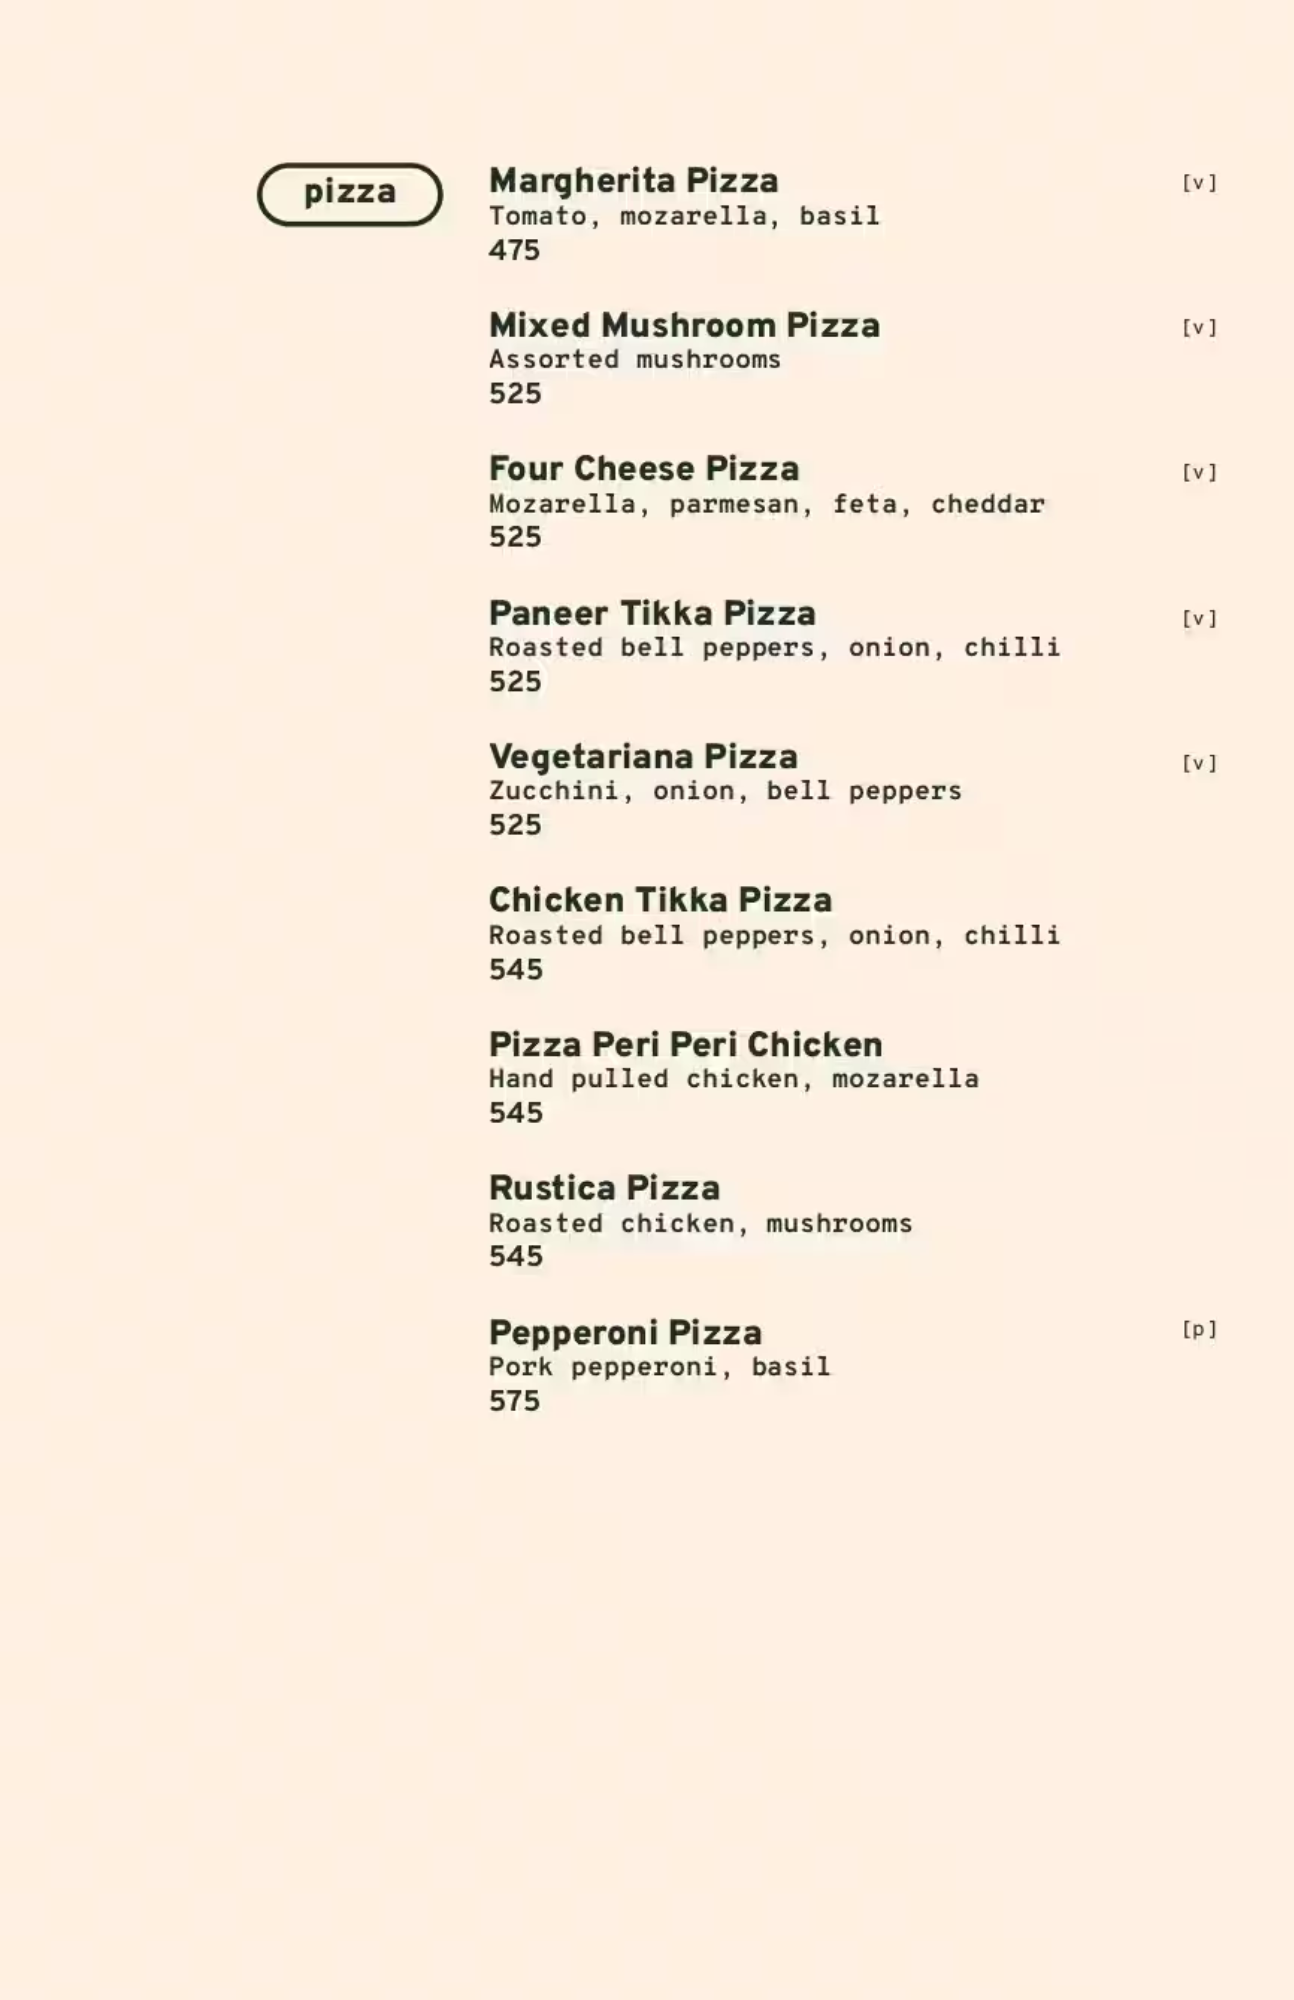 pizza
Margherita Pizza [v]
Tomato, mozarella, basil
475
Mixed Mushroom Pizza [v]
Assorted mushrooms
525
Four Cheese Pizza [v]
Mozarella, parmesan, feta, cheddar
525
Paneer Tikka Pizza [v]
Roasted bell peppers, onion, chilli
525
Vegetariana Pizza [v]
Zucchini, onion, bell peppers
525
Chicken Tikka Pizza
Roasted bell peppers, onion, chilli
545
Pizza Peri Peri Chicken
Hand pulled chicken, mozarella
545
Rustica Pizza
Roasted chicken, mushrooms
545
Pepperoni Pizza [p]
Pork pepperoni, basil
575